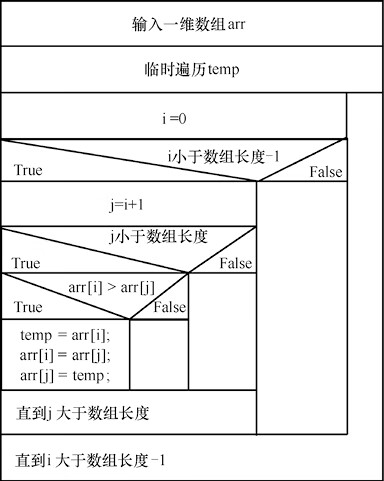 输入一维数组arr
临时遍历temp
i=0
i小于数组长度-1
True
False
j=i+1
j小于数组长度
True
False
arr[i] > arr[j]
True
False
temp = arr[i];
arr[i] = arr[j];
arr[j] = temp;
直到j 大于数组长度
直到i 大于数组长度-1